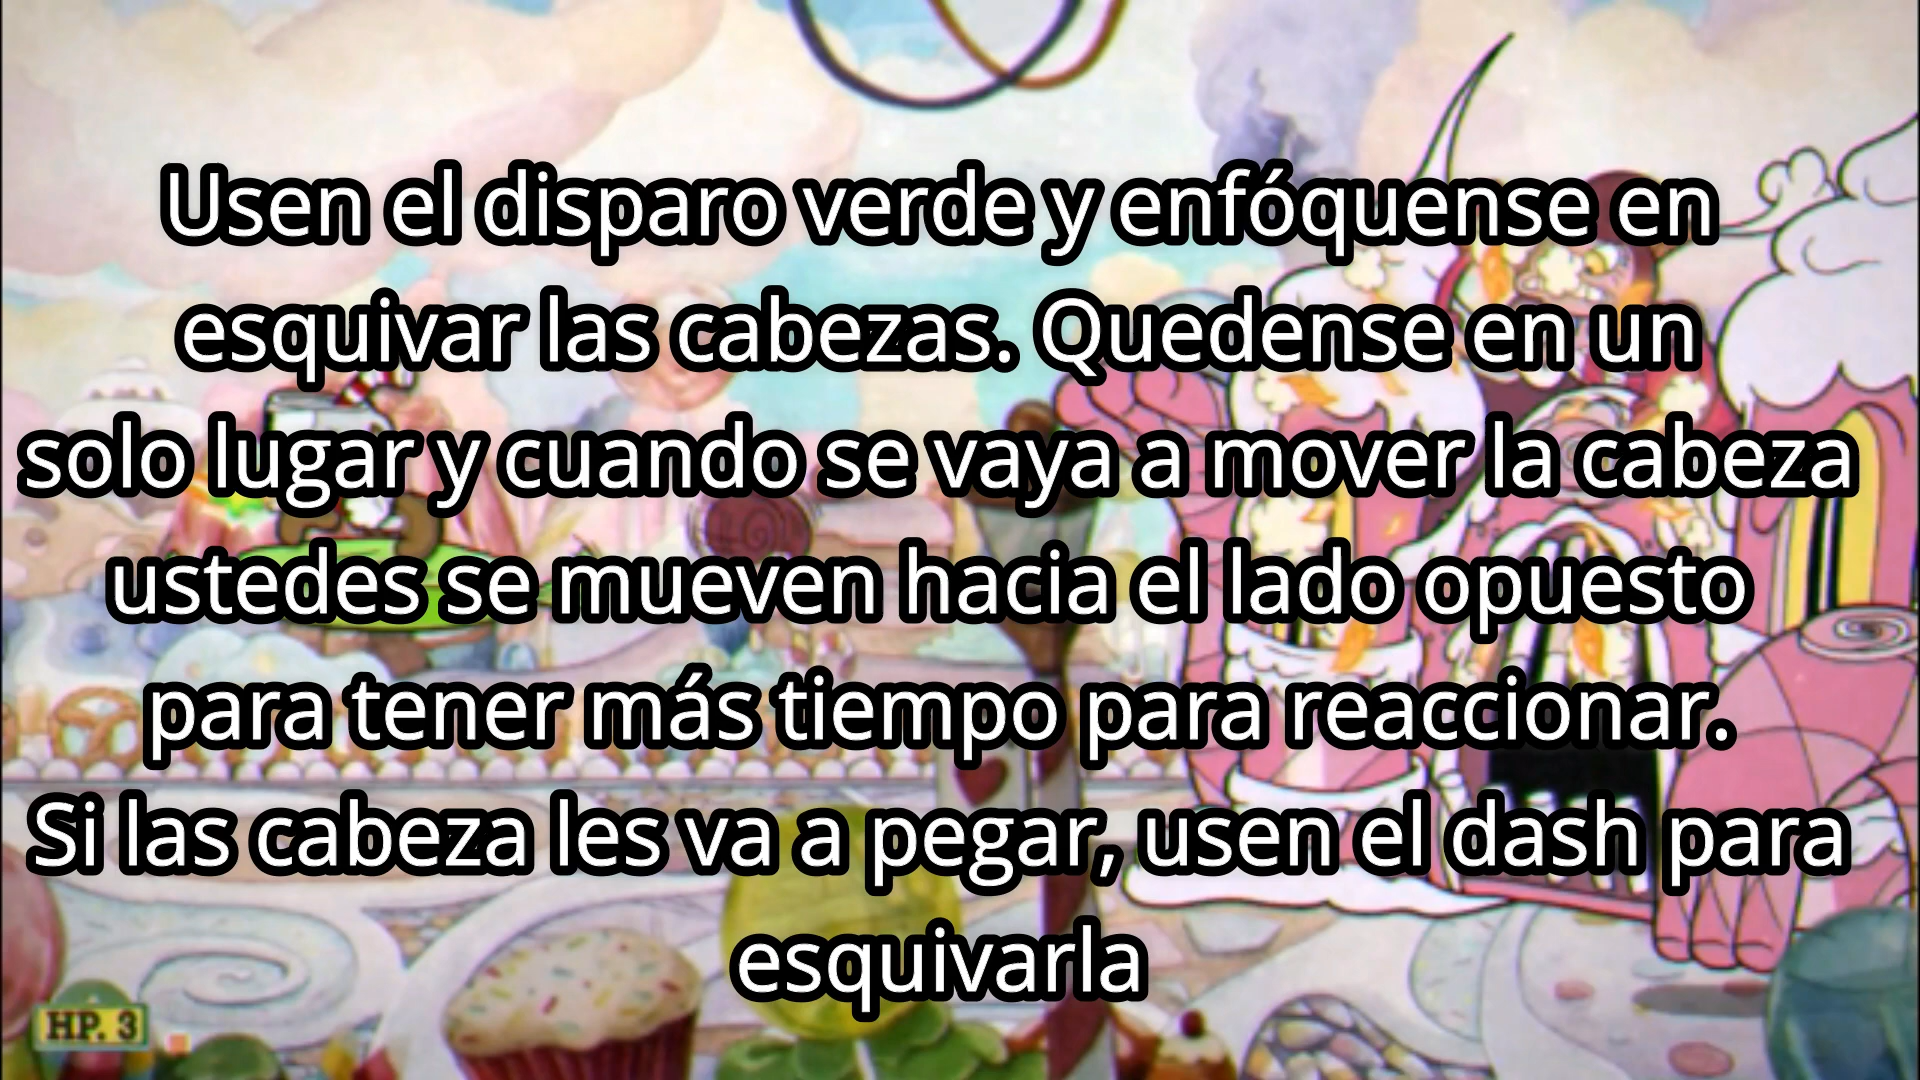 Usen el disparo verde y enfóquense en
esquivar las cabezas. Quedense en un
solo lugar y cuando se vaya a mover la cabeza
ustedes se mueven hacia el lado opuesto
para tener más tiempo para reaccionar.
Si las cabeza les va a pegar, usen el dash para
esquivarla
HP. 3